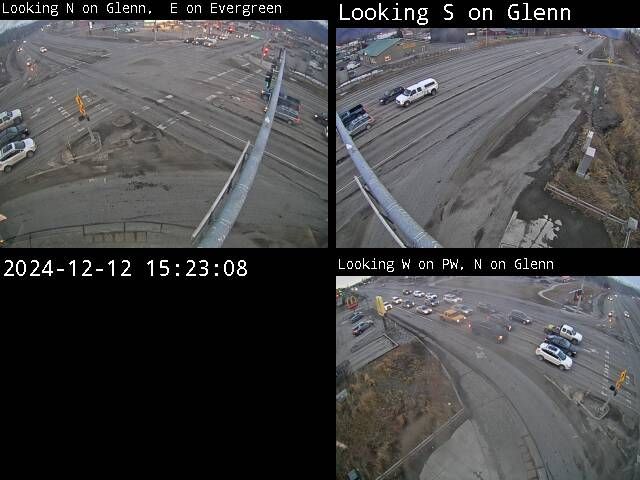 Looking N on Glenn, E on Evergreen
Looking S on Glenn
2024-12-12 15:23:08
Looking W on PW, N on Glenn